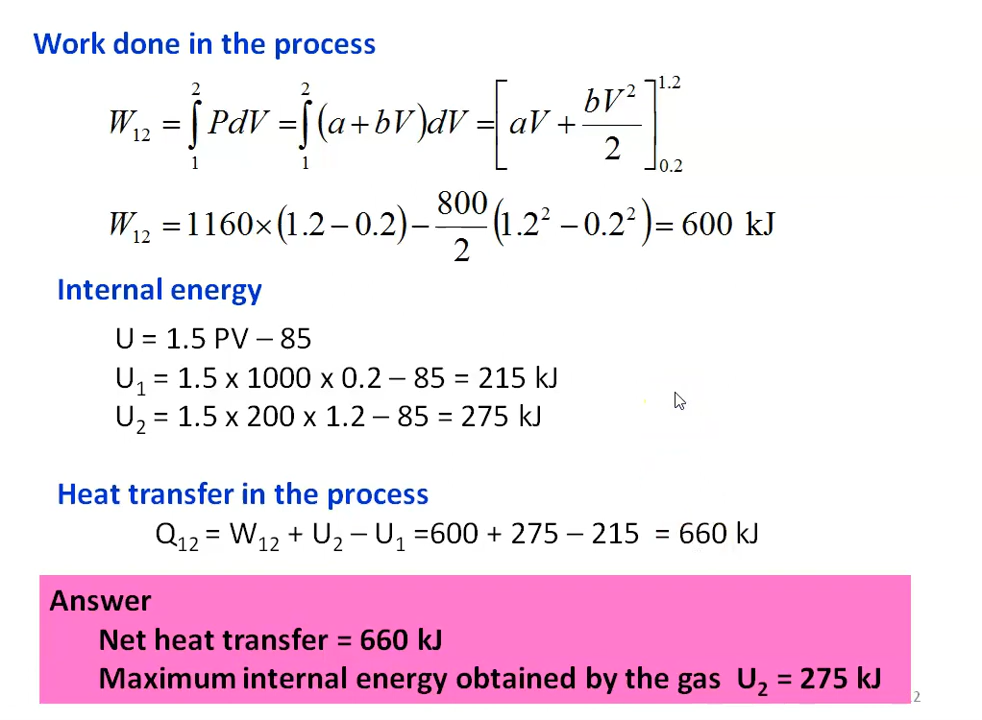 Work done in the process
W₁₂ = ∫₁² PdV = ∫₁² (a + bV)dV = [aV + bV²/2]₀.₂^1.2
W₁₂ = 1160×(1.2 − 0.2) − 800/2 (1.2² − 0.2²) = 600 kJ
Internal energy
U = 1.5 PV – 85
U₁ = 1.5 x 1000 x 0.2 – 85 = 215 kJ
U₂ = 1.5 x 200 x 1.2 – 85 = 275 kJ
Heat transfer in the process
Q₁₂ = W₁₂ + U₂ – U₁ =600 + 275 – 215 = 660 kJ
Answer
Net heat transfer = 660 kJ
Maximum internal energy obtained by the gas U₂ = 275 kJ
2